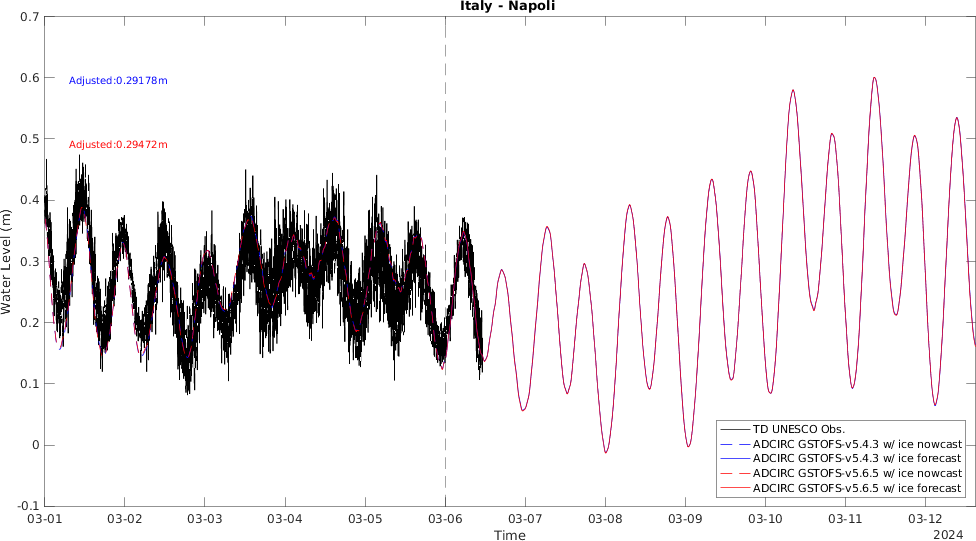 Italy - Napoli
0.7
0.6
0.5
0.4
0.3
0.2
0.1
0
-0.1
Water Level (m)
Adjusted:0.29178m
Adjusted:0.29472m
TD UNESCO Obs.
ADCIRC GSTOFS-v5.4.3 w/ ice nowcast
ADCIRC GSTOFS-v5.4.3 w/ ice forecast
ADCIRC GSTOFS-v5.6.5 w/ ice nowcast
ADCIRC GSTOFS-v5.6.5 w/ ice forecast
03-01 03-02 03-03 03-04 03-05 03-06 03-07 03-08 03-09 03-10 03-11 03-12
Time
2024